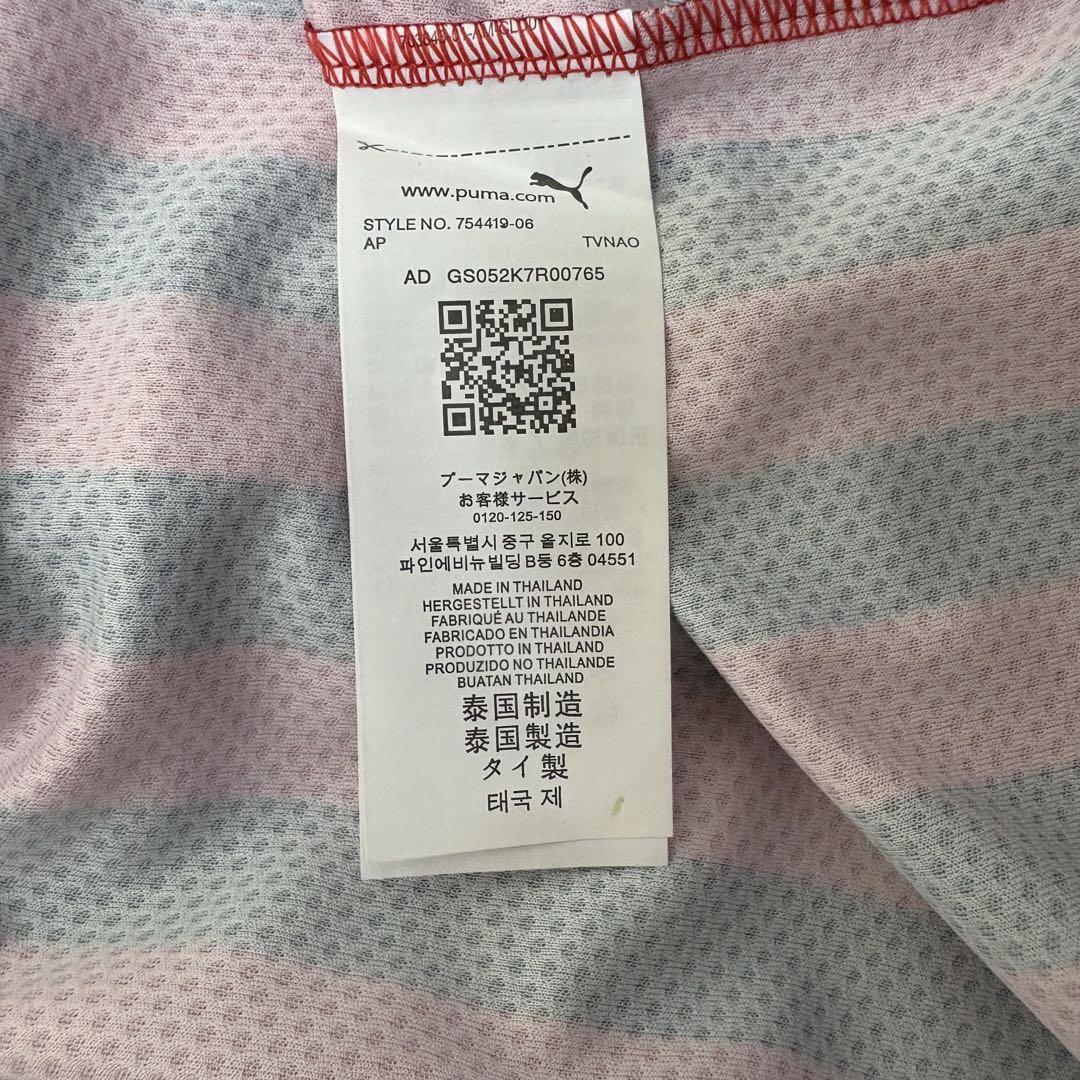 www.puma.com
STYLE NO. 754419-06
AP TVNAO
AD GS052K7R00765
プーマジャパン(株)
お客様サービス
0120-125-150
서울특별시 중구 을지로 100
파인에비뉴빌딩 B동 6층 04551
MADE IN THAILAND
HERGESTELLT IN THAILAND
FABRIQUÉ AU THAILANDE
FABRICADO EN THAILANDIA
PRODOTTO IN THAILAND
PRODUZIDO NO THAILANDE
BUATAN THAILAND
泰国制造
泰国製造
タイ製
태국 제